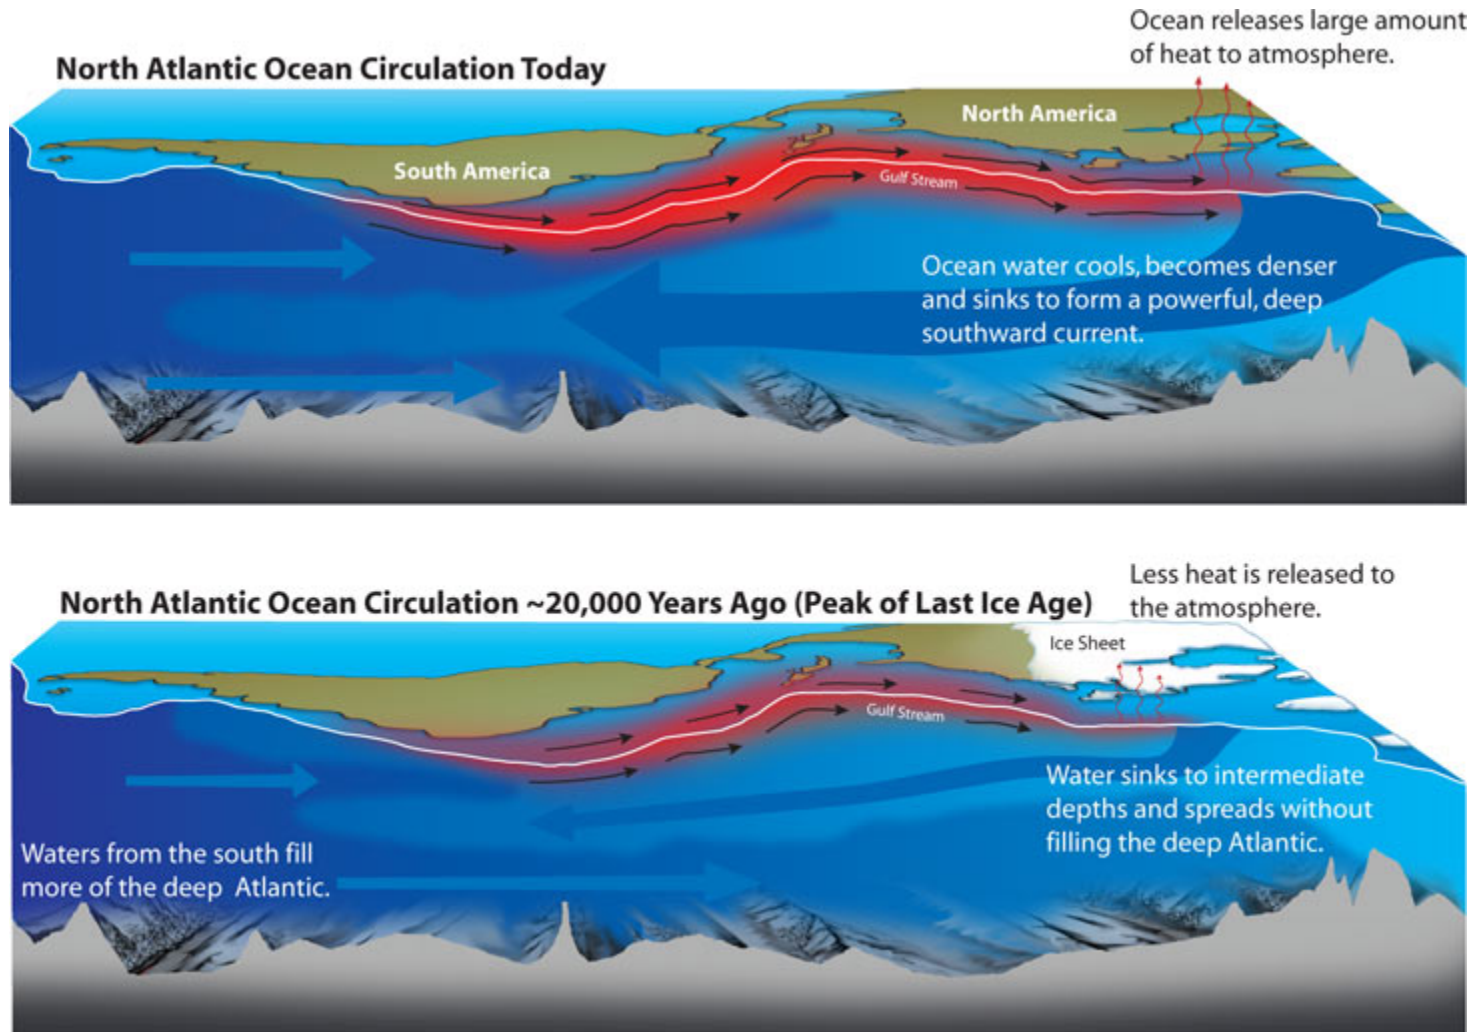 Ocean releases large amount
of heat to atmosphere.
North Atlantic Ocean Circulation Today
North America
South America
Gulf Stream
Ocean water cools, becomes denser
and sinks to form a powerful, deep
southward current.
Less heat is released to
the atmosphere.
North Atlantic Ocean Circulation ~20,000 Years Ago (Peak of Last Ice Age)
Ice Sheet
Gulf Stream
Water sinks to intermediate
depths and spreads without
filling the deep Atlantic.
Waters from the south fill
more of the deep  Atlantic.